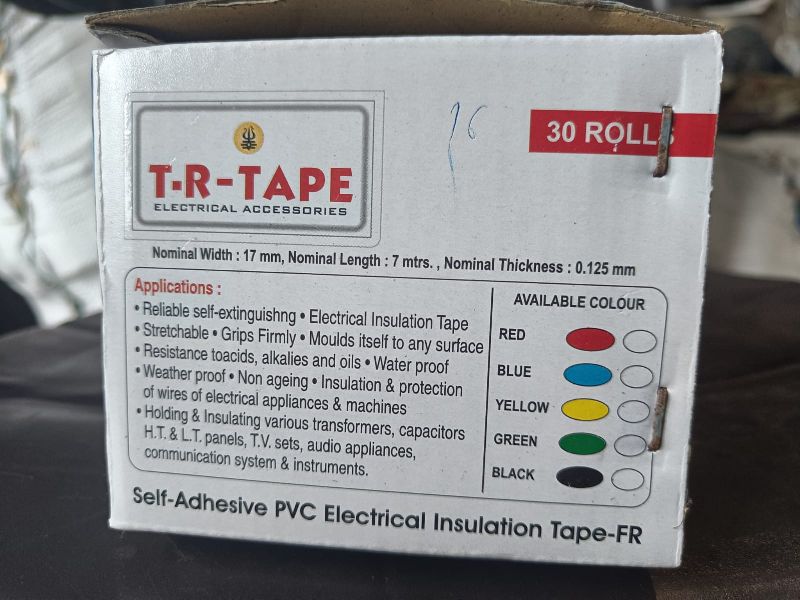 16
30 ROLLS
T-R-TAPE
ELECTRICAL ACCESSORIES
Nominal Width : 17 mm, Nominal Length : 7 mtrs. , Nominal Thickness : 0.125 mm
Applications :
• Reliable self-extinguishng • Electrical Insulation Tape
• Stretchable • Grips Firmly • Moulds itself to any surface
• Resistance toacids, alkalies and oils • Water proof
• Weather proof • Non ageing • Insulation & protection
of wires of electrical appliances & machines
• Holding & Insulating various transformers, capacitors
H.T. & L.T. panels, T.V. sets, audio appliances,
communication system & instruments.
AVAILABLE COLOUR
RED
BLUE
YELLOW
GREEN
BLACK
Self-Adhesive PVC Electrical Insulation Tape-FR